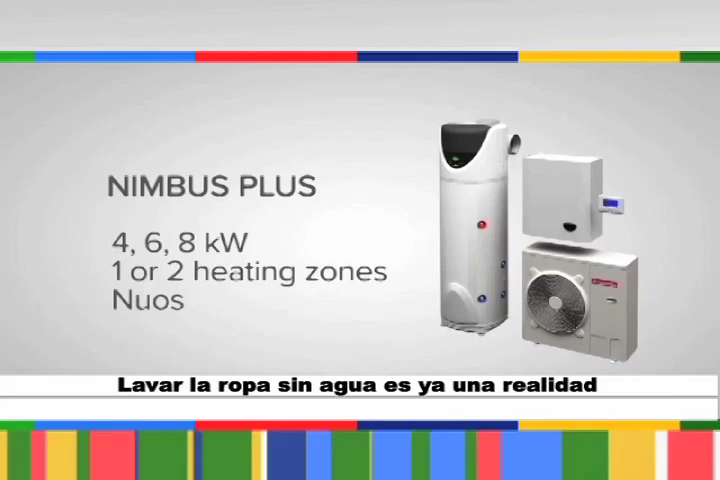 NIMBUS PLUS
4, 6, 8 kW
1 or 2 heating zones
Nuos
Lavar la ropa sin agua es ya una realidad